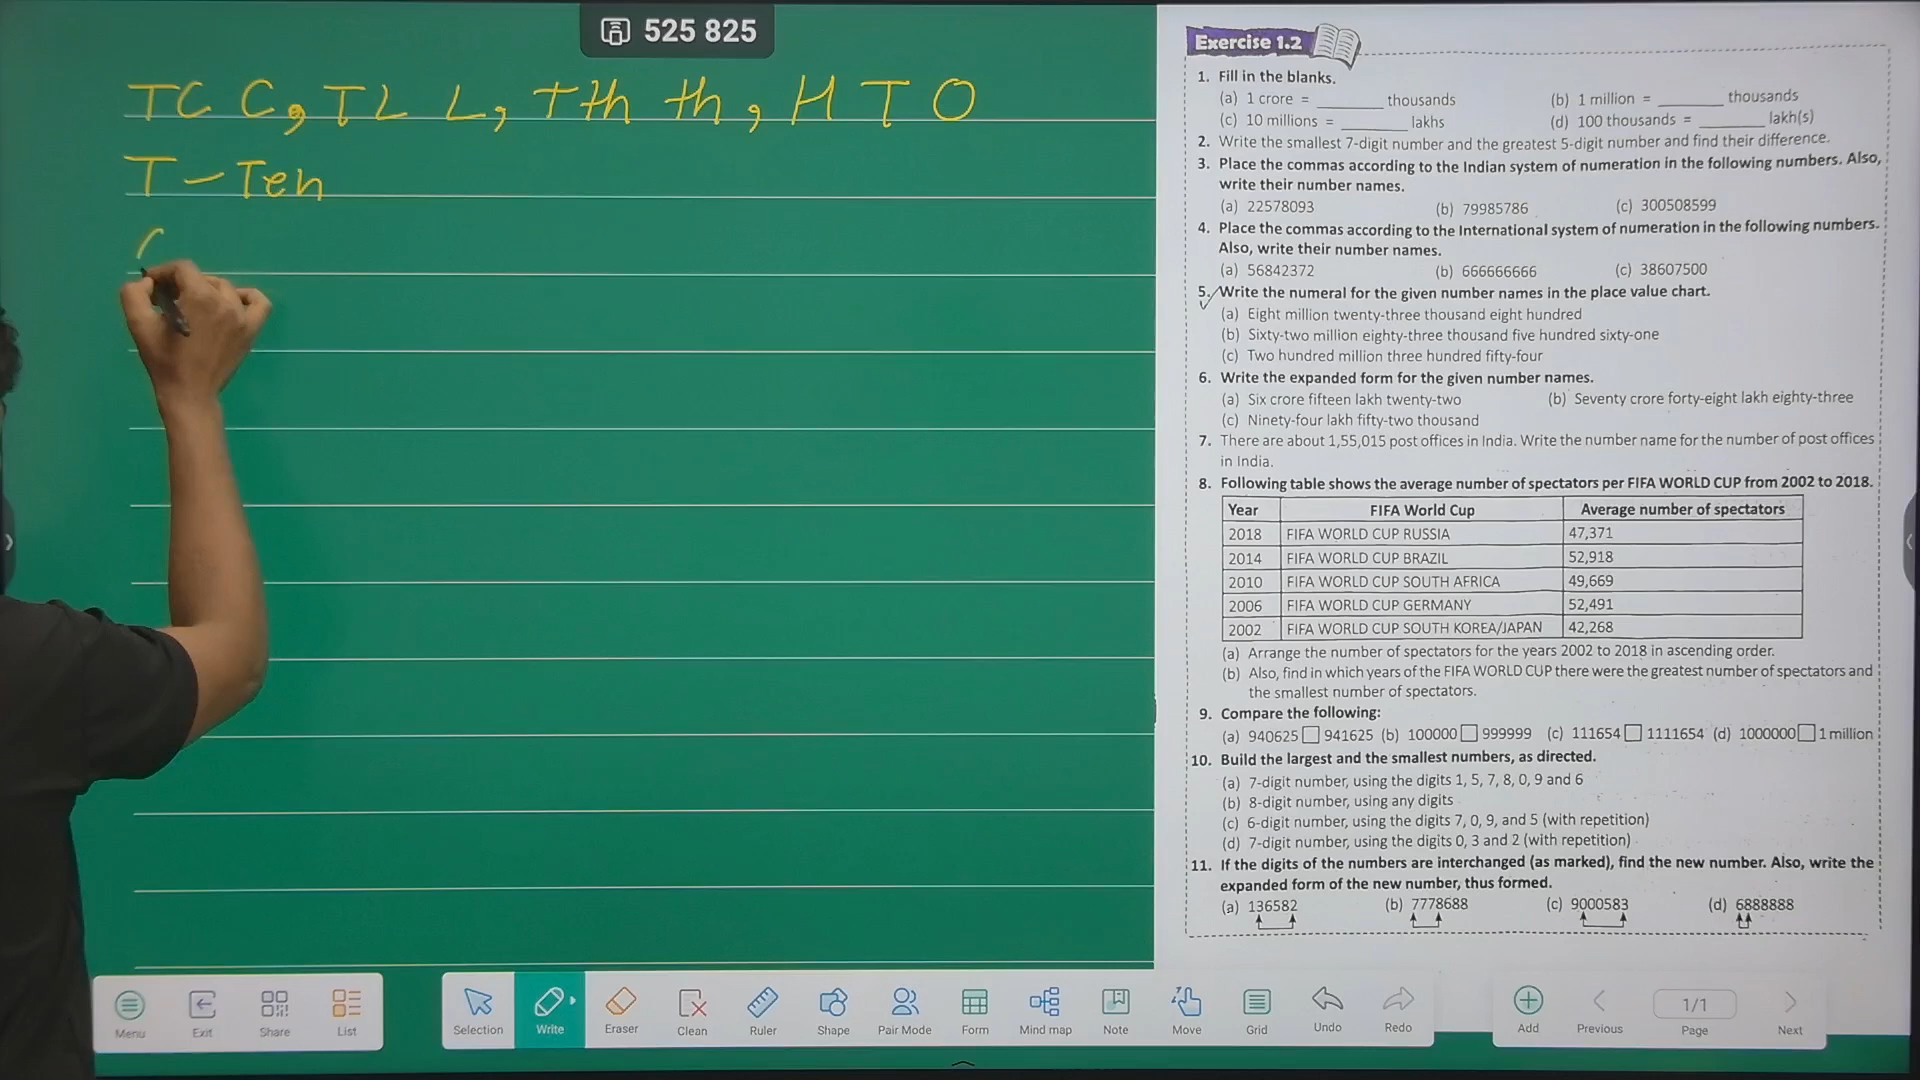 525 825
TC C, TL L, Tth th, H T O
T - Ten
Exercise 1.2
1. Fill in the blanks.
(a) 1 crore = ________ thousands (b) 1 million = ________ thousands
(c) 10 millions = ________ lakhs (d) 100 thousands = ________ lakh(s)
2. Write the smallest 7-digit number and the greatest 5-digit number and find their difference.
3. Place the commas according to the Indian system of numeration in the following numbers. Also,
write their number names.
(a) 22578093 (b) 79985786 (c) 300508599
4. Place the commas according to the International system of numeration in the following numbers.
Also, write their number names.
(a) 56842372 (b) 666666666 (c) 38607500
5. Write the numeral for the given number names in the place value chart.
(a) Eight million twenty-three thousand eight hundred
(b) Sixty-two million eighty-three thousand five hundred sixty-one
(c) Two hundred million three hundred fifty-four
6. Write the expanded form for the given number names.
(a) Six crore fifteen lakh twenty-two (b) Seventy crore forty-eight lakh eighty-three
(c) Ninety-four lakh fifty-two thousand
7. There are about 1,55,015 post offices in India. Write the number name for the number of post offices
in India.
8. Following table shows the average number of spectators per FIFA WORLD CUP from 2002 to 2018.
Year FIFA World Cup Average number of spectators
2018 FIFA WORLD CUP RUSSIA 47,371
2014 FIFA WORLD CUP BRAZIL 52,918
2010 FIFA WORLD CUP SOUTH AFRICA 49,669
2006 FIFA WORLD CUP GERMANY 52,491
2002 FIFA WORLD CUP SOUTH KOREA/JAPAN 42,268
(a) Arrange the number of spectators for the years 2002 to 2018 in ascending order.
(b) Also, find in which years of the FIFA WORLD CUP there were the greatest number of spectators and
the smallest number of spectators.
9. Compare the following:
(a) 940625 □ 941625 (b) 100000 □ 999999 (c) 111654 □ 1111654 (d) 1000000 □ 1 million
10. Build the largest and the smallest numbers, as directed.
(a) 7-digit number, using the digits 1, 5, 7, 8, 0, 9 and 6
(b) 8-digit number, using any digits
(c) 6-digit number, using the digits 7, 0, 9, and 5 (with repetition)
(d) 7-digit number, using the digits 0, 3 and 2 (with repetition)
11. If the digits of the numbers are interchanged (as marked), find the new number. Also, write the
expanded form of the new number, thus formed.
(a) 136582 (b) 7778688 (c) 9000583 (d) 6888888
Menu Exit Share List Selection Write Eraser Clean Ruler Shape Pair Mode Form Mind map Note Move Grid Undo Redo Add Previous 1/1 Page Next